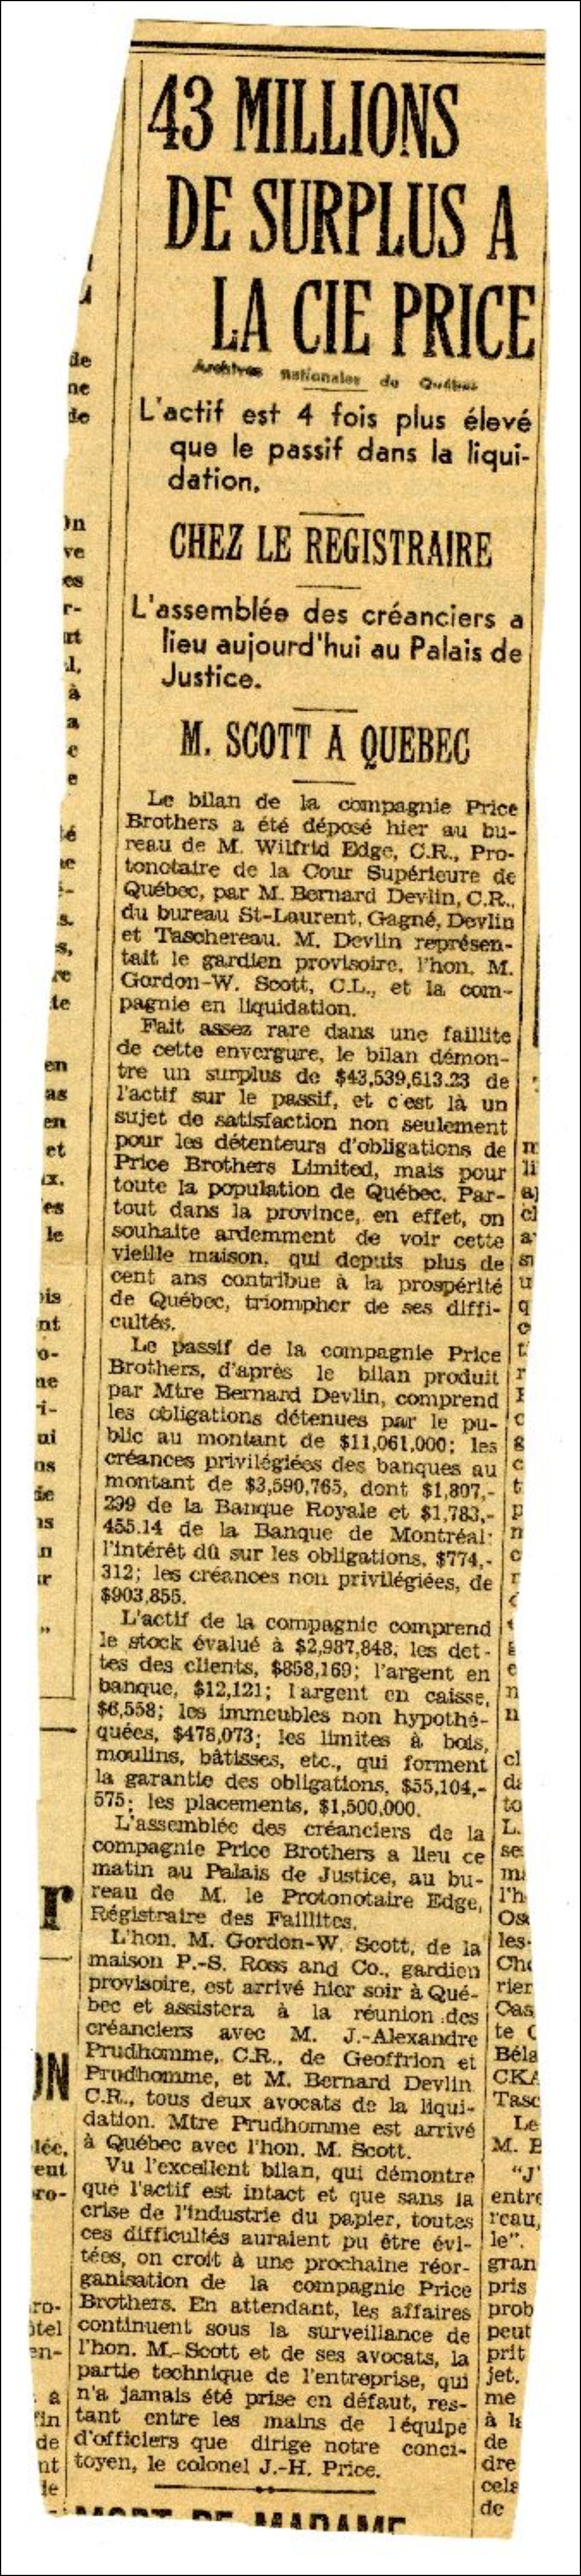 43 MILLIONS
DE SURPLUS A
LA CIE PRICE
Archives nationales du Québec
L'actif est 4 fois plus élevé
que le passif dans la liqui-
dation.
CHEZ LE REGISTRAIRE
L'assemblée des créanciers a
lieu aujourd'hui au Palais de
Justice.
M. SCOTT A QUEBEC
Le bilan de la compagnie Price
Brothers a été déposé hier au bu-
reau de M. Wilfrid Edge, C.R., Pro-
tonotaire de la Cour Supérieure de
Québec, par M. Bernard Devlin, C.R.,
du bureau St-Laurent, Gagné, Devlin
et Taschereau. M. Devlin représen-
tait le gardien provisoire, l'hon. M.
Gordon-W. Scott, C.L., et la com-
pagnie en liquidation.
Fait assez rare dans une faillite
de cette envergure, le bilan démon-
tre un surplus de $43,539,613.23 de
l'actif sur le passif, et c'est là un
sujet de satisfaction non seulement
pour les détenteurs d'obligations de
Price Brothers Limited, mais pour
toute la population de Québec. Par-
tout dans la province, en effet, on
souhaite ardemment de voir cette
vieille maison, qui depuis plus de
cent ans contribue à la prospérité
de Québec, triompher de ses diffi-
cultés.
Le passif de la compagnie Price
Brothers, d'après le bilan produit
par Mtre Bernard Devlin, comprend
les obligations détenues par le pu-
blic au montant de $11,061,000; les
créances privilégiées des banques au
montant de $3,590,765, dont $1,807,-
299 de la Banque Royale et $1,783,-
455.14 de la Banque de Montréal;
l'intérêt dû sur les obligations, $774,-
312; les créances non privilégiées, de
$903,855.
L'actif de la compagnie comprend
le stock évalué à $2,987,848, les det-
tes des clients, $858,169; l'argent en
banque, $12,121; l'argent en caisse,
$6,558; les immeubles non hypothé-
quées, $478,073; les limites à bois,
moulins, bâtisses, etc., qui forment
la garantie des obligations, $55,104,-
575; les placements, $1,500,000.
L'assemblée des créanciers de la
compagnie Price Brothers a lieu ce
matin au Palais de Justice, au bu-
reau de M. le Protonotaire Edge,
Régistraire des Faillites.
L'hon. M. Gordon-W. Scott, de la
maison P.-S. Ross and Co., gardien
provisoire, est arrivé hier soir à Qué-
bec et assistera à la réunion des
créanciers avec M. J.-Alexandre
Prudhomme, C.R., de Geoffrion et
Prudhomme, et M. Bernard Devlin
C.R., tous deux avocats de la liqui-
dation. Mtre Prudhomme est arrivé
à Québec avec l'hon. M. Scott.
Vu l'excellent bilan, qui démontre
que l'actif est intact et que sans la
crise de l'industrie du papier, toutes
ces difficultés auraient pu être évi-
tées, on croit à une prochaine réor-
ganisation de la compagnie Price
Brothers. En attendant, les affaires
continuent sous la surveillance de
l'hon. M. Scott et de ses avocats, la
partie technique de l'entreprise, qui
n'a jamais été prise en défaut, res-
tant entre les mains de l'équipe
d'officiers que dirige notre conci-
toyen, le colonel J.-H. Price.
MORT DE MADAME